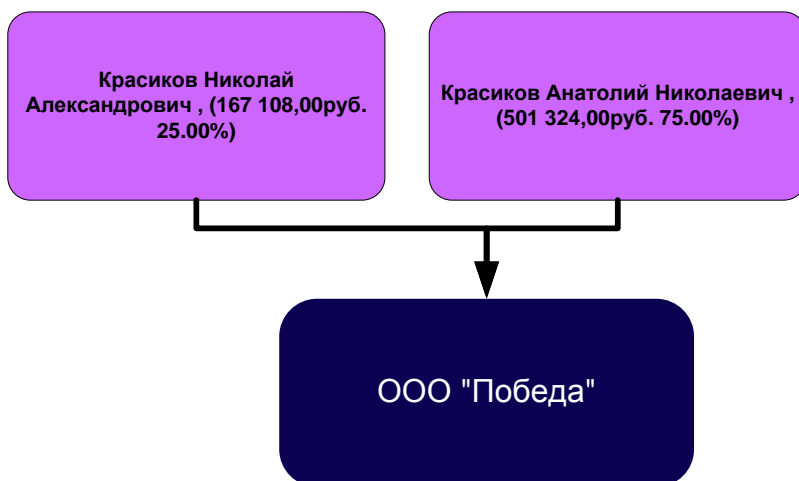 Красиков Николай
Александрович , (167 108,00руб.
25.00%)
Красиков Анатолий Николаевич ,
(501 324,00руб. 75.00%)
ООО "Победа"